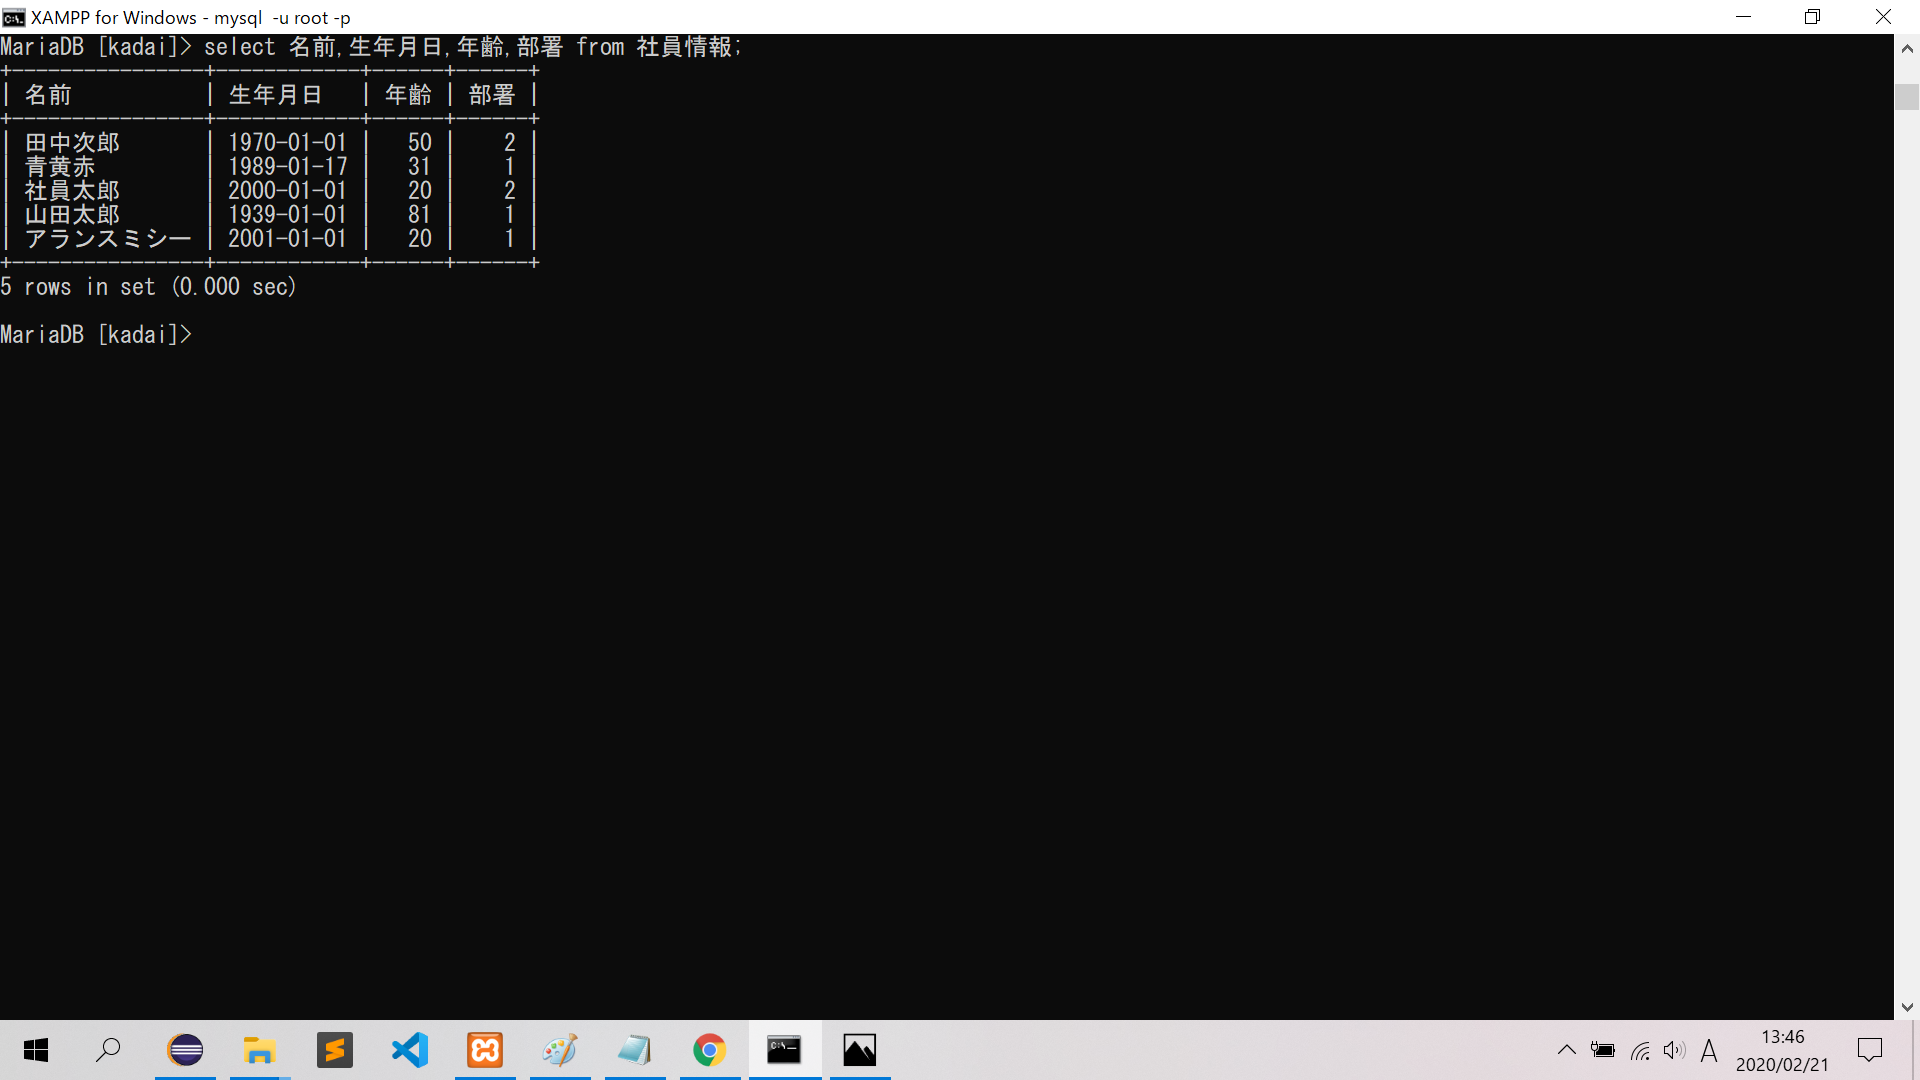 XAMPP for Windows - mysql  -u root -p
MariaDB [kadai]> select 名前,生年月日,年齢,部署 from 社員情報;
+----------------+------------+------+------+
| 名前           | 生年月日   | 年齢 | 部署 |
+----------------+------------+------+------+
| 田中次郎       | 1970-01-01 |   50 |    2 |
| 青黄赤         | 1989-01-17 |   31 |    1 |
| 社員太郎       | 2000-01-01 |   20 |    2 |
| 山田太郎       | 1939-01-01 |   81 |    1 |
| アランスミシー | 2001-01-01 |   20 |    1 |
+----------------+------------+------+------+
5 rows in set (0.000 sec)
MariaDB [kadai]>
A
13:46
2020/02/21